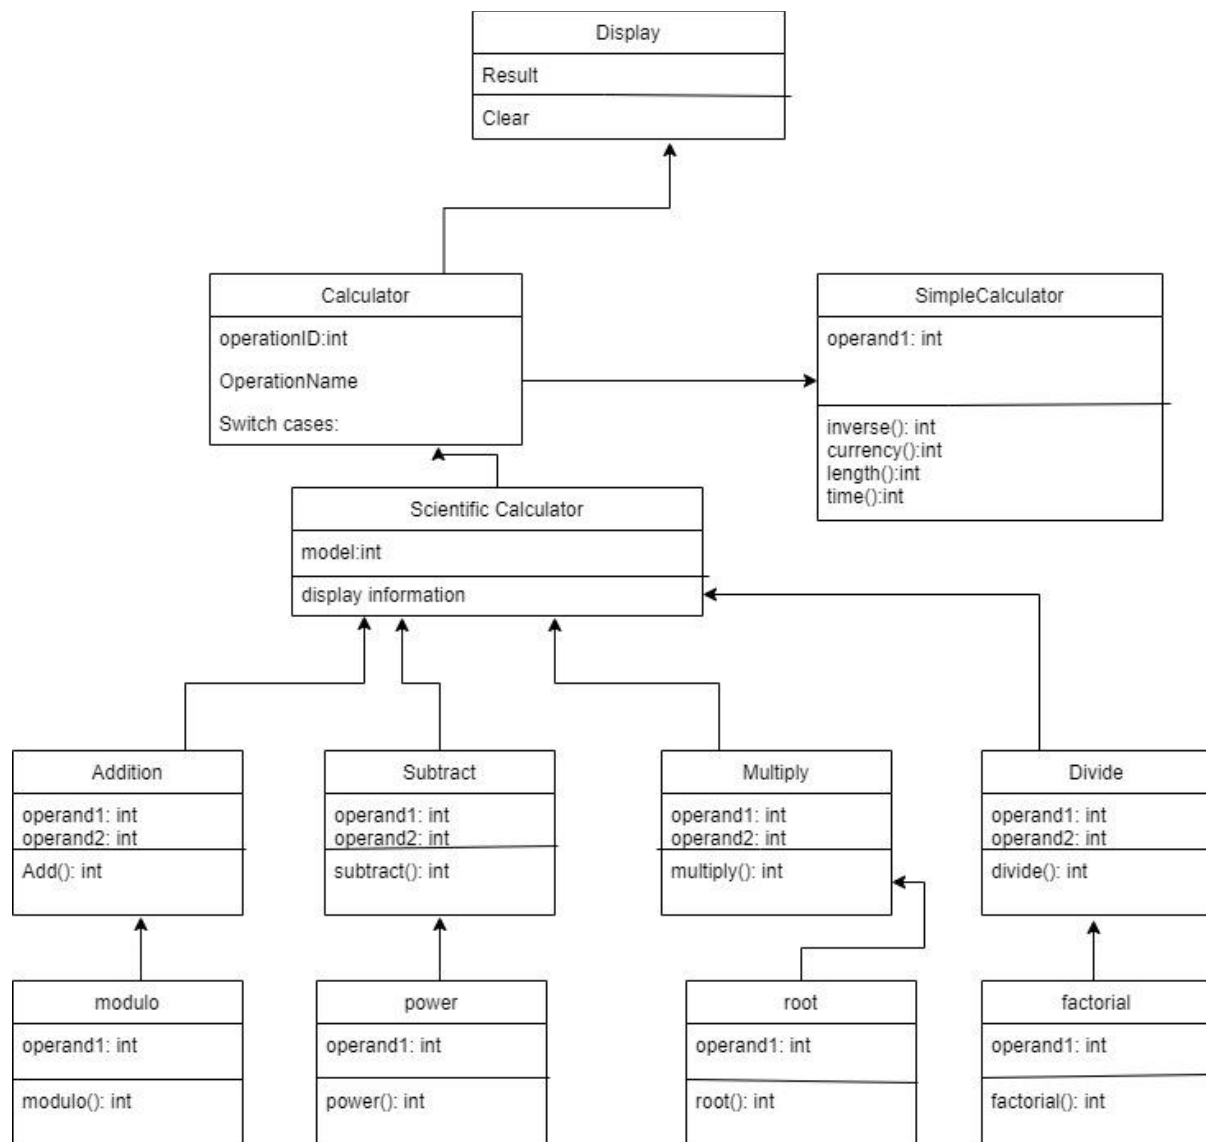 Display
Result
Clear
Calculator
operationID:int
OperationName
Switch cases:
SimpleCalculator
operand1: int
inverse(): int
currency():int
length():int
time():int
Scientific Calculator
model:int
display information
Addition
operand1: int
operand2: int
Add(): int
Subtract
operand1: int
operand2: int
subtract(): int
Multiply
operand1: int
operand2: int
multiply(): int
Divide
operand1: int
operand2: int
divide(): int
modulo
operand1: int
modulo(): int
power
operand1: int
power(): int
root
operand1: int
root(): int
factorial
operand1: int
factorial(): int